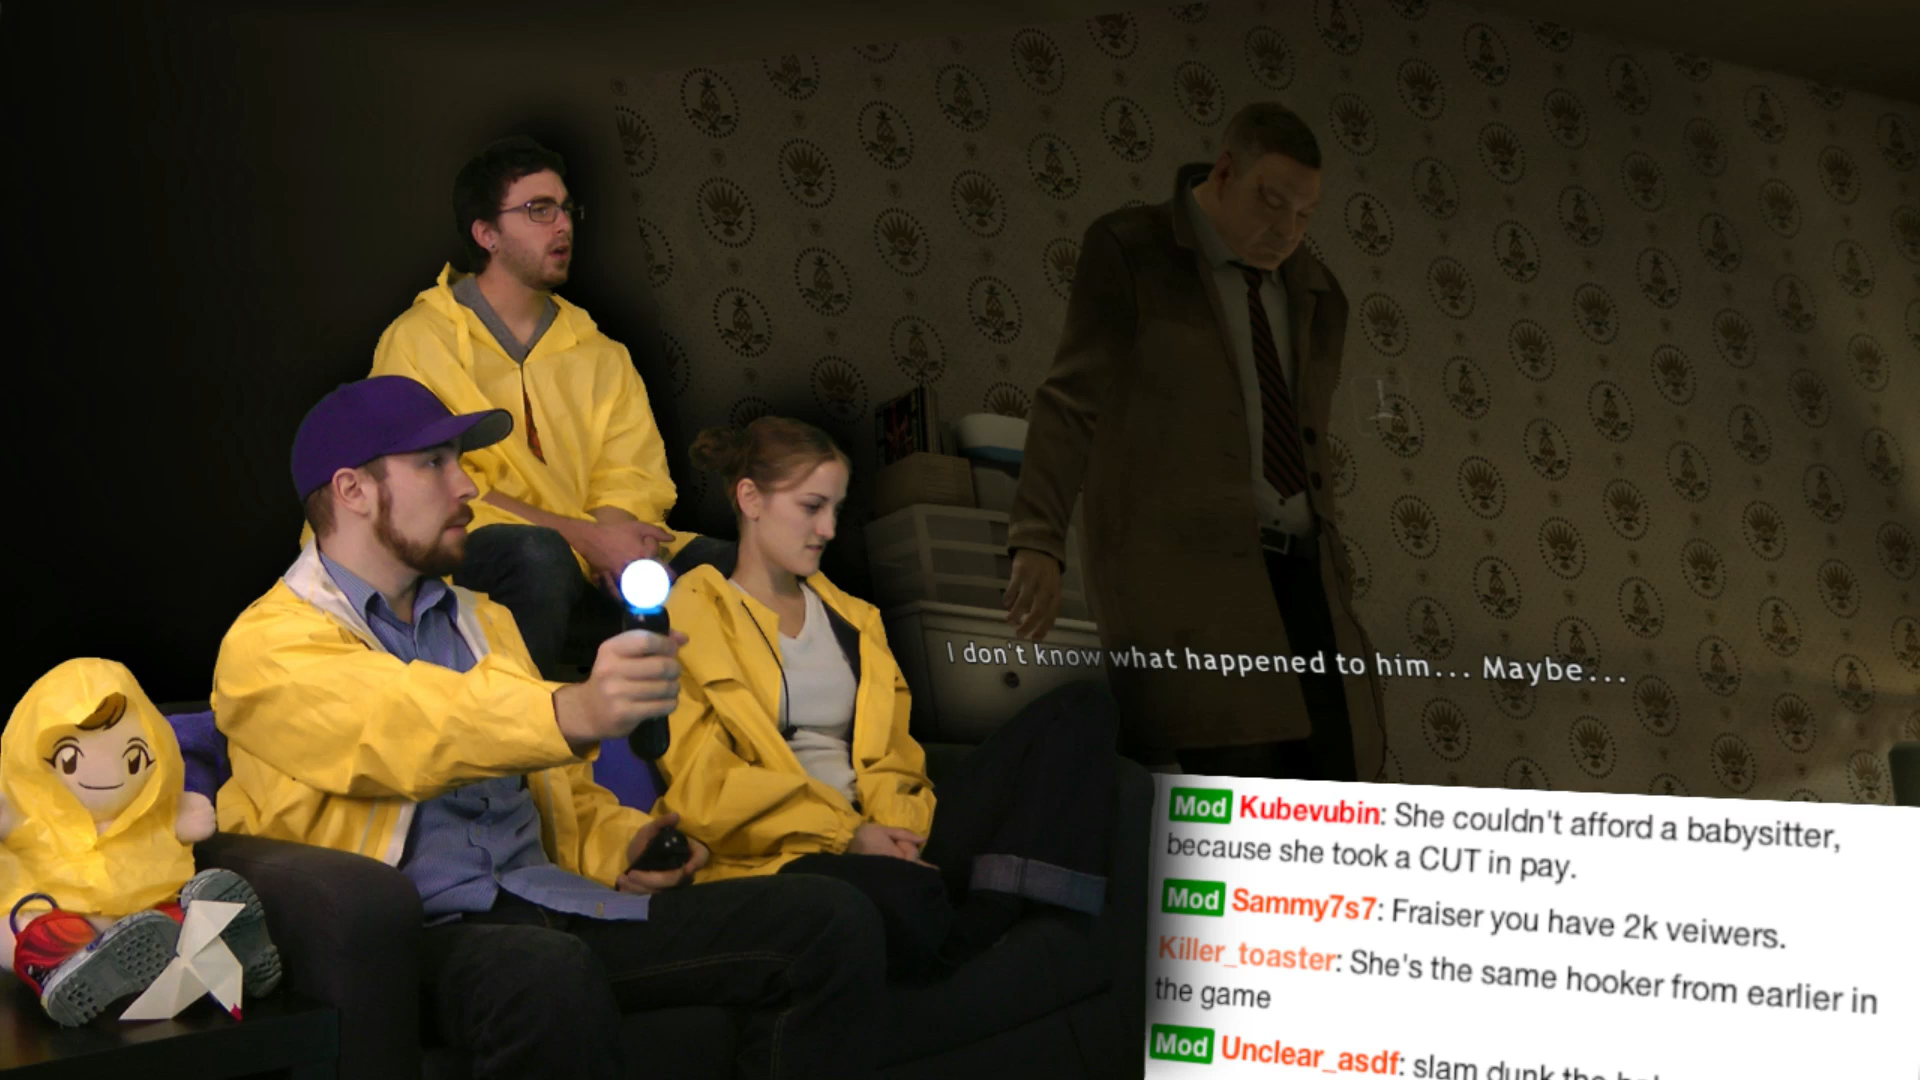 I don't know what happened to him... Maybe...
Mod Kubevubin: She couldn't afford a babysitter,
because she took a CUT in pay.
Mod Sammy7s7: Fraiser you have 2k veiwers.
Killer_toaster: She's the same hooker from earlier in
the game
Mod Unclear_asdf: slam dunk the